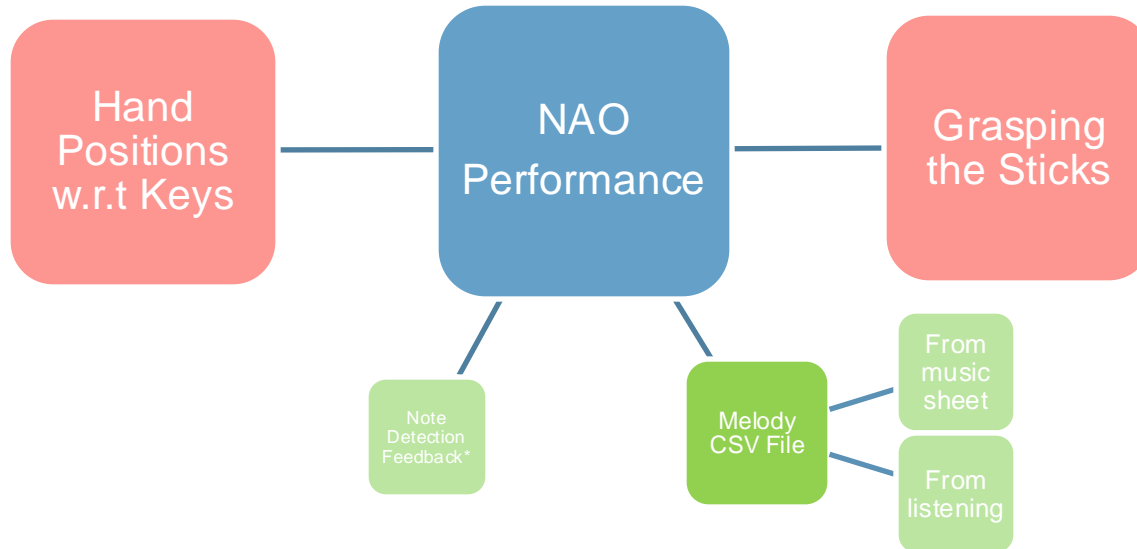 Hand
Positions
w.r.t Keys
NAO
Performance
Grasping
the Sticks
Note
Detection
Feedback*
Melody
CSV File
From
music
sheet
From
listening